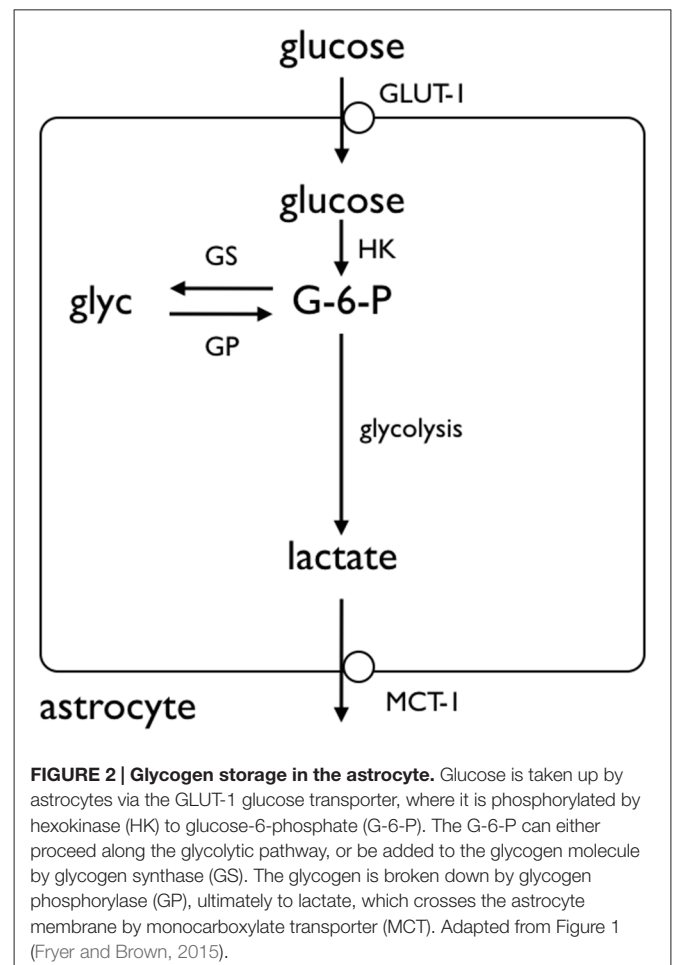 glucose
GLUT-1
glucose
HK
GS
glyc
G-6-P
GP
glycolysis
lactate
MCT-1
astrocyte
FIGURE 2 | Glycogen storage in the astrocyte. Glucose is taken up by
astrocytes via the GLUT-1 glucose transporter, where it is phosphorylated by
hexokinase (HK) to glucose-6-phosphate (G-6-P). The G-6-P can either
proceed along the glycolytic pathway, or be added to the glycogen molecule
by glycogen synthase (GS). The glycogen is broken down by glycogen
phosphorylase (GP), ultimately to lactate, which crosses the astrocyte
membrane by monocarboxylate transporter (MCT). Adapted from Figure 1
(Fryer and Brown, 2015).